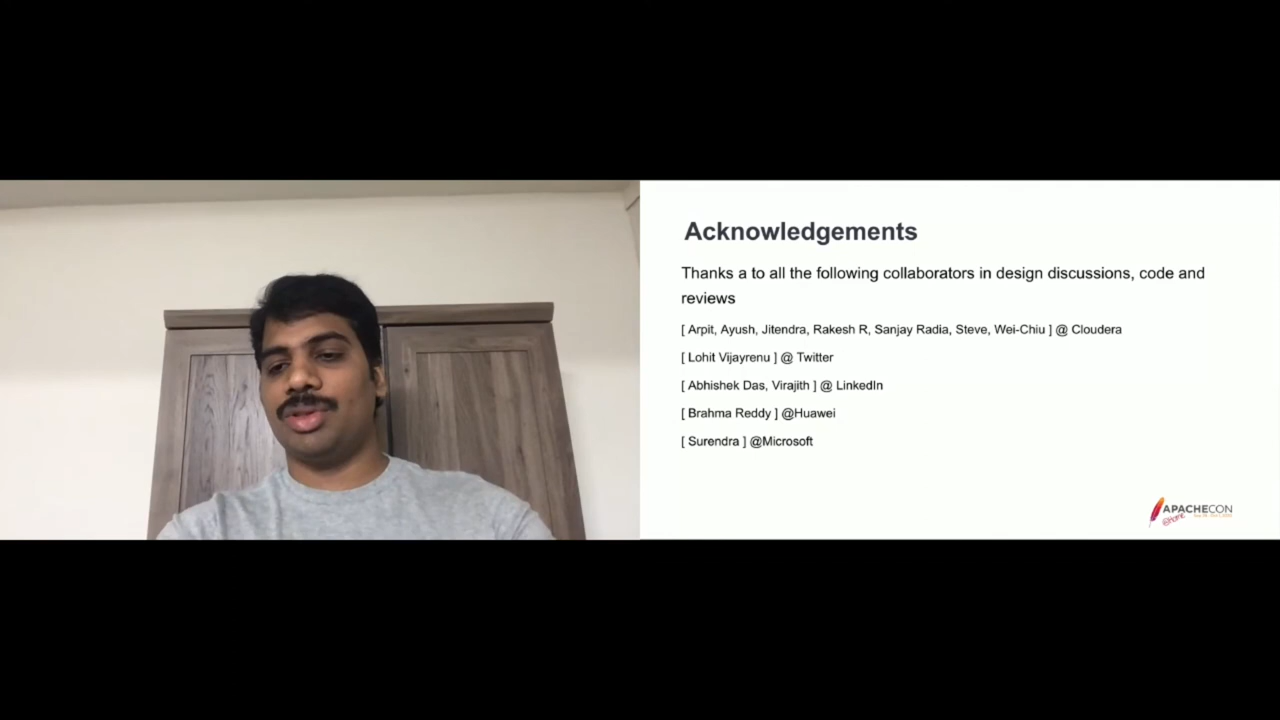 Acknowledgements
Thanks a to all the following collaborators in design discussions, code and
reviews
[ Arpit, Ayush, Jitendra, Rakesh R, Sanjay Radia, Steve, Wei-Chiu ] @ Cloudera
[ Lohit Vijayrenu ] @ Twitter
[ Abhishek Das, Virajith ] @ LinkedIn
[ Brahma Reddy ] @Huawei
[ Surendra ] @Microsoft
APACHECON
@Home